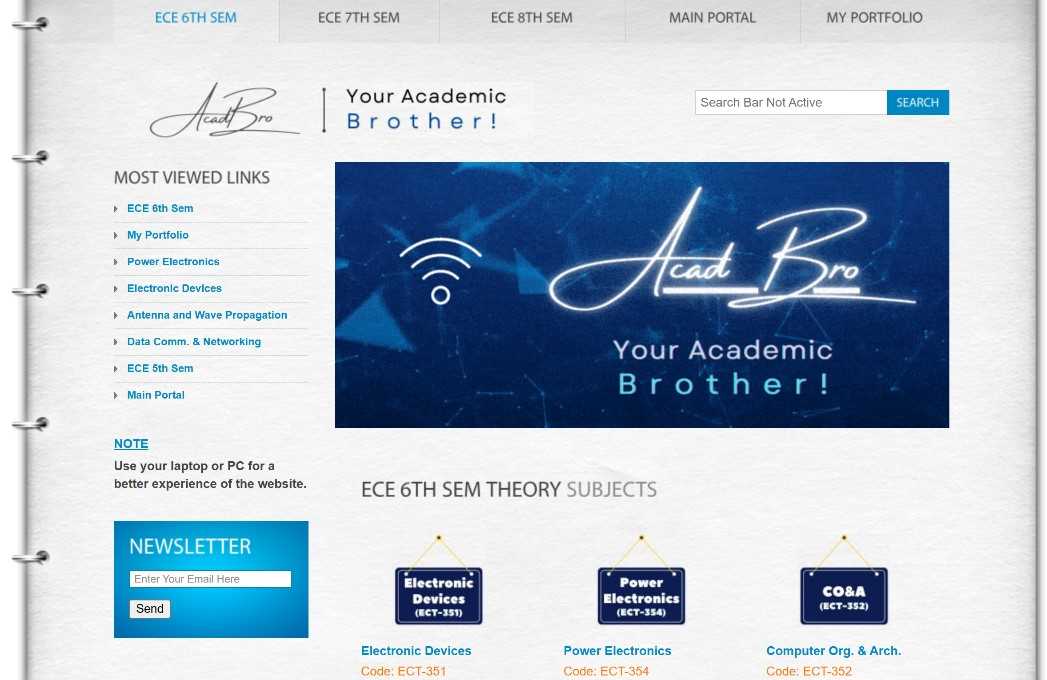 ECE 6TH SEM ECE 7TH SEM ECE 8TH SEM MAIN PORTAL MY PORTFOLIO
AcadBro
Your Academic
Brother!
Search Bar Not Active SEARCH
MOST VIEWED LINKS
ECE 6th Sem
My Portfolio
Power Electronics
Electronic Devices
Antenna and Wave Propagation
Data Comm. & Networking
ECE 5th Sem
Main Portal
NOTE
Use your laptop or PC for a
better experience of the website.
NEWSLETTER
Enter Your Email Here
Send
Acad Bro
Your Academic
Brother!
ECE 6TH SEM THEORY SUBJECTS
Electronic
Devices
(ECT-351)
Power
Electronics
(ECT-354)
CO&A
(ECT-352)
Electronic Devices Power Electronics Computer Org. & Arch.
Code: ECT-351 Code: ECT-354 Code: ECT-352